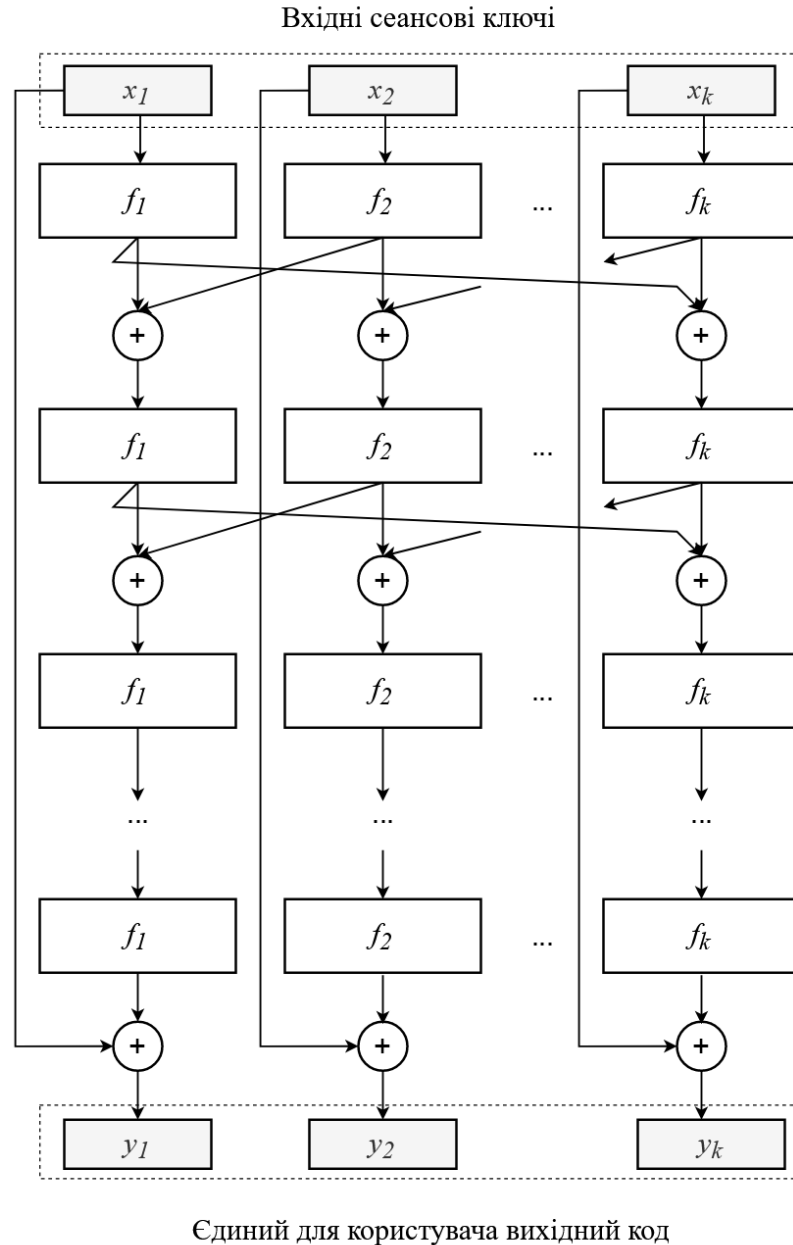 Вхідні сеансові ключі
x1 x2 xk
f1 f2 ... fk
+ + +
f1 f2 ... fk
+ + +
f1 f2 ... fk
... ... ...
f1 f2 ... fk
+ + +
y1 y2 yk
Єдиний для користувача вихідний код